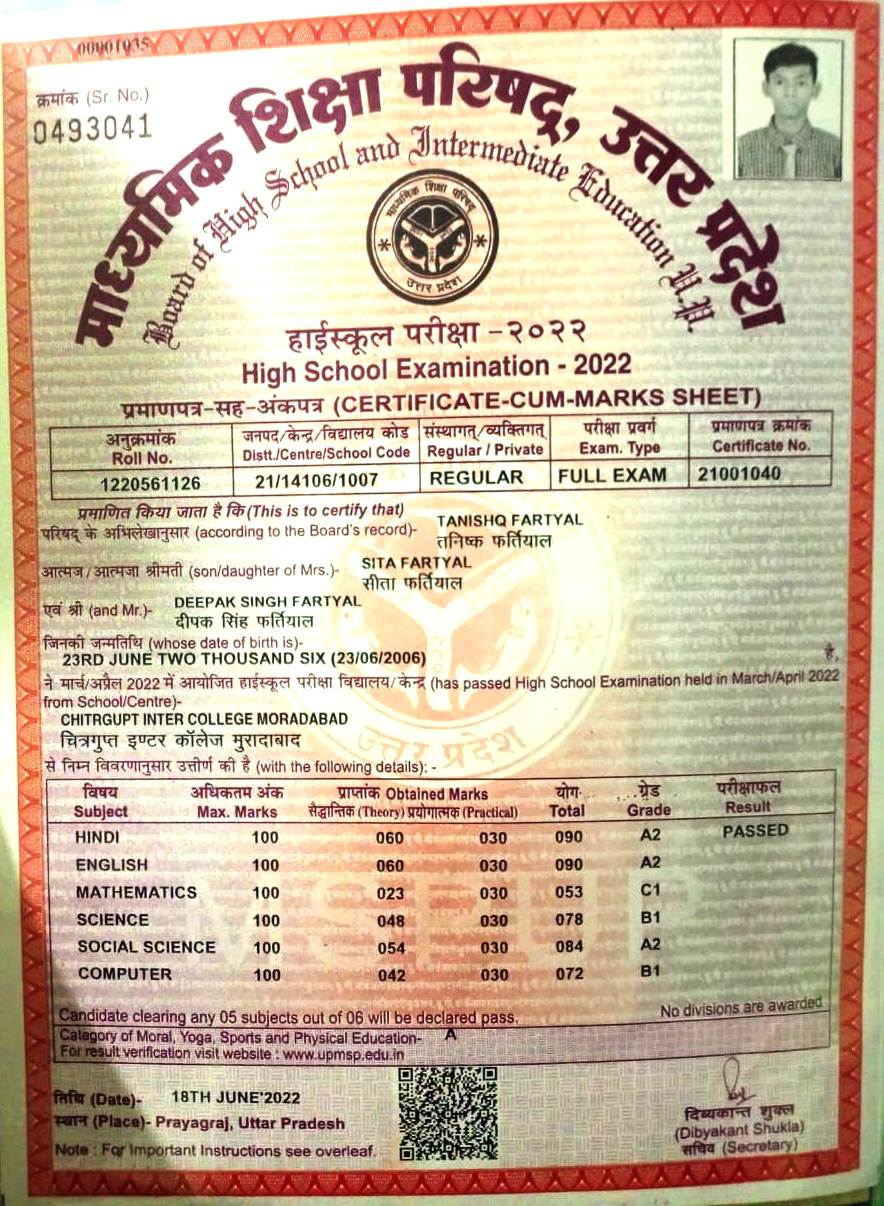 00001035
क्रमांक (Sr. No.)
0493041
माध्यमिक शिक्षा परिषद्, उत्तर प्रदेश
Board of High School and Intermediate Education U.P.
माध्यमिक शिक्षा परिषद्
उत्तर प्रदेश
हाईस्कूल परीक्षा -२०२२
High School Examination - 2022
प्रमाणपत्र-सह-अंकपत्र (CERTIFICATE-CUM-MARKS SHEET)
अनुक्रमांक जनपद/केन्द्र/विद्यालय कोड संस्थागत्/व्यक्तिगत् परीक्षा प्रवर्ग प्रमाणपत्र क्रमांक
Roll No. Distt./Centre/School Code Regular / Private Exam. Type Certificate No.
1220561126 21/14106/1007 REGULAR FULL EXAM 21001040
प्रमाणित किया जाता है कि (This is to certify that)
परिषद् के अभिलेखानुसार (according to the Board's record)- TANISHQ FARTYAL
तनिष्क फर्तियाल
आत्मज/आत्मजा श्रीमती (son/daughter of Mrs.)- SITA FARTYAL
सीता फर्तियाल
एवं श्री (and Mr.)- DEEPAK SINGH FARTYAL
दीपक सिंह फर्तियाल
जिनकी जन्मतिथि (whose date of birth is)-
23RD JUNE TWO THOUSAND SIX (23/06/2006) है,
ने मार्च/अप्रैल 2022 में आयोजित हाईस्कूल परीक्षा विद्यालय/केन्द्र (has passed High School Examination held in March/April 2022
from School/Centre)-
CHITRGUPT INTER COLLEGE MORADABAD
चित्रगुप्त इण्टर कॉलेज मुरादाबाद
उत्तर प्रदेश
से निम्न विवरणानुसार उत्तीर्ण की है (with the following details): -
विषय अधिकतम अंक प्राप्तांक Obtained Marks योग ग्रेड परीक्षाफल
Subject Max. Marks सैद्धान्तिक (Theory) प्रयोगात्मक (Practical) Total Grade Result
HINDI 100 060 030 090 A2 PASSED
ENGLISH 100 060 030 090 A2
MATHEMATICS 100 023 030 053 C1
SCIENCE 100 048 030 078 B1
SOCIAL SCIENCE 100 054 030 084 A2
COMPUTER 100 042 030 072 B1
Candidate clearing any 05 subjects out of 06 will be declared pass. No divisions are awarded
Category of Moral, Yoga, Sports and Physical Education- A
For result verification visit website : www.upmsp.edu.in
तिथि (Date)- 18TH JUNE'2022
स्थान (Place)- Prayagraj, Uttar Pradesh
Note : For Important Instructions see overleaf.
दिब्यकान्त शुक्ल
(Dibyakant Shukla)
सचिव (Secretary)